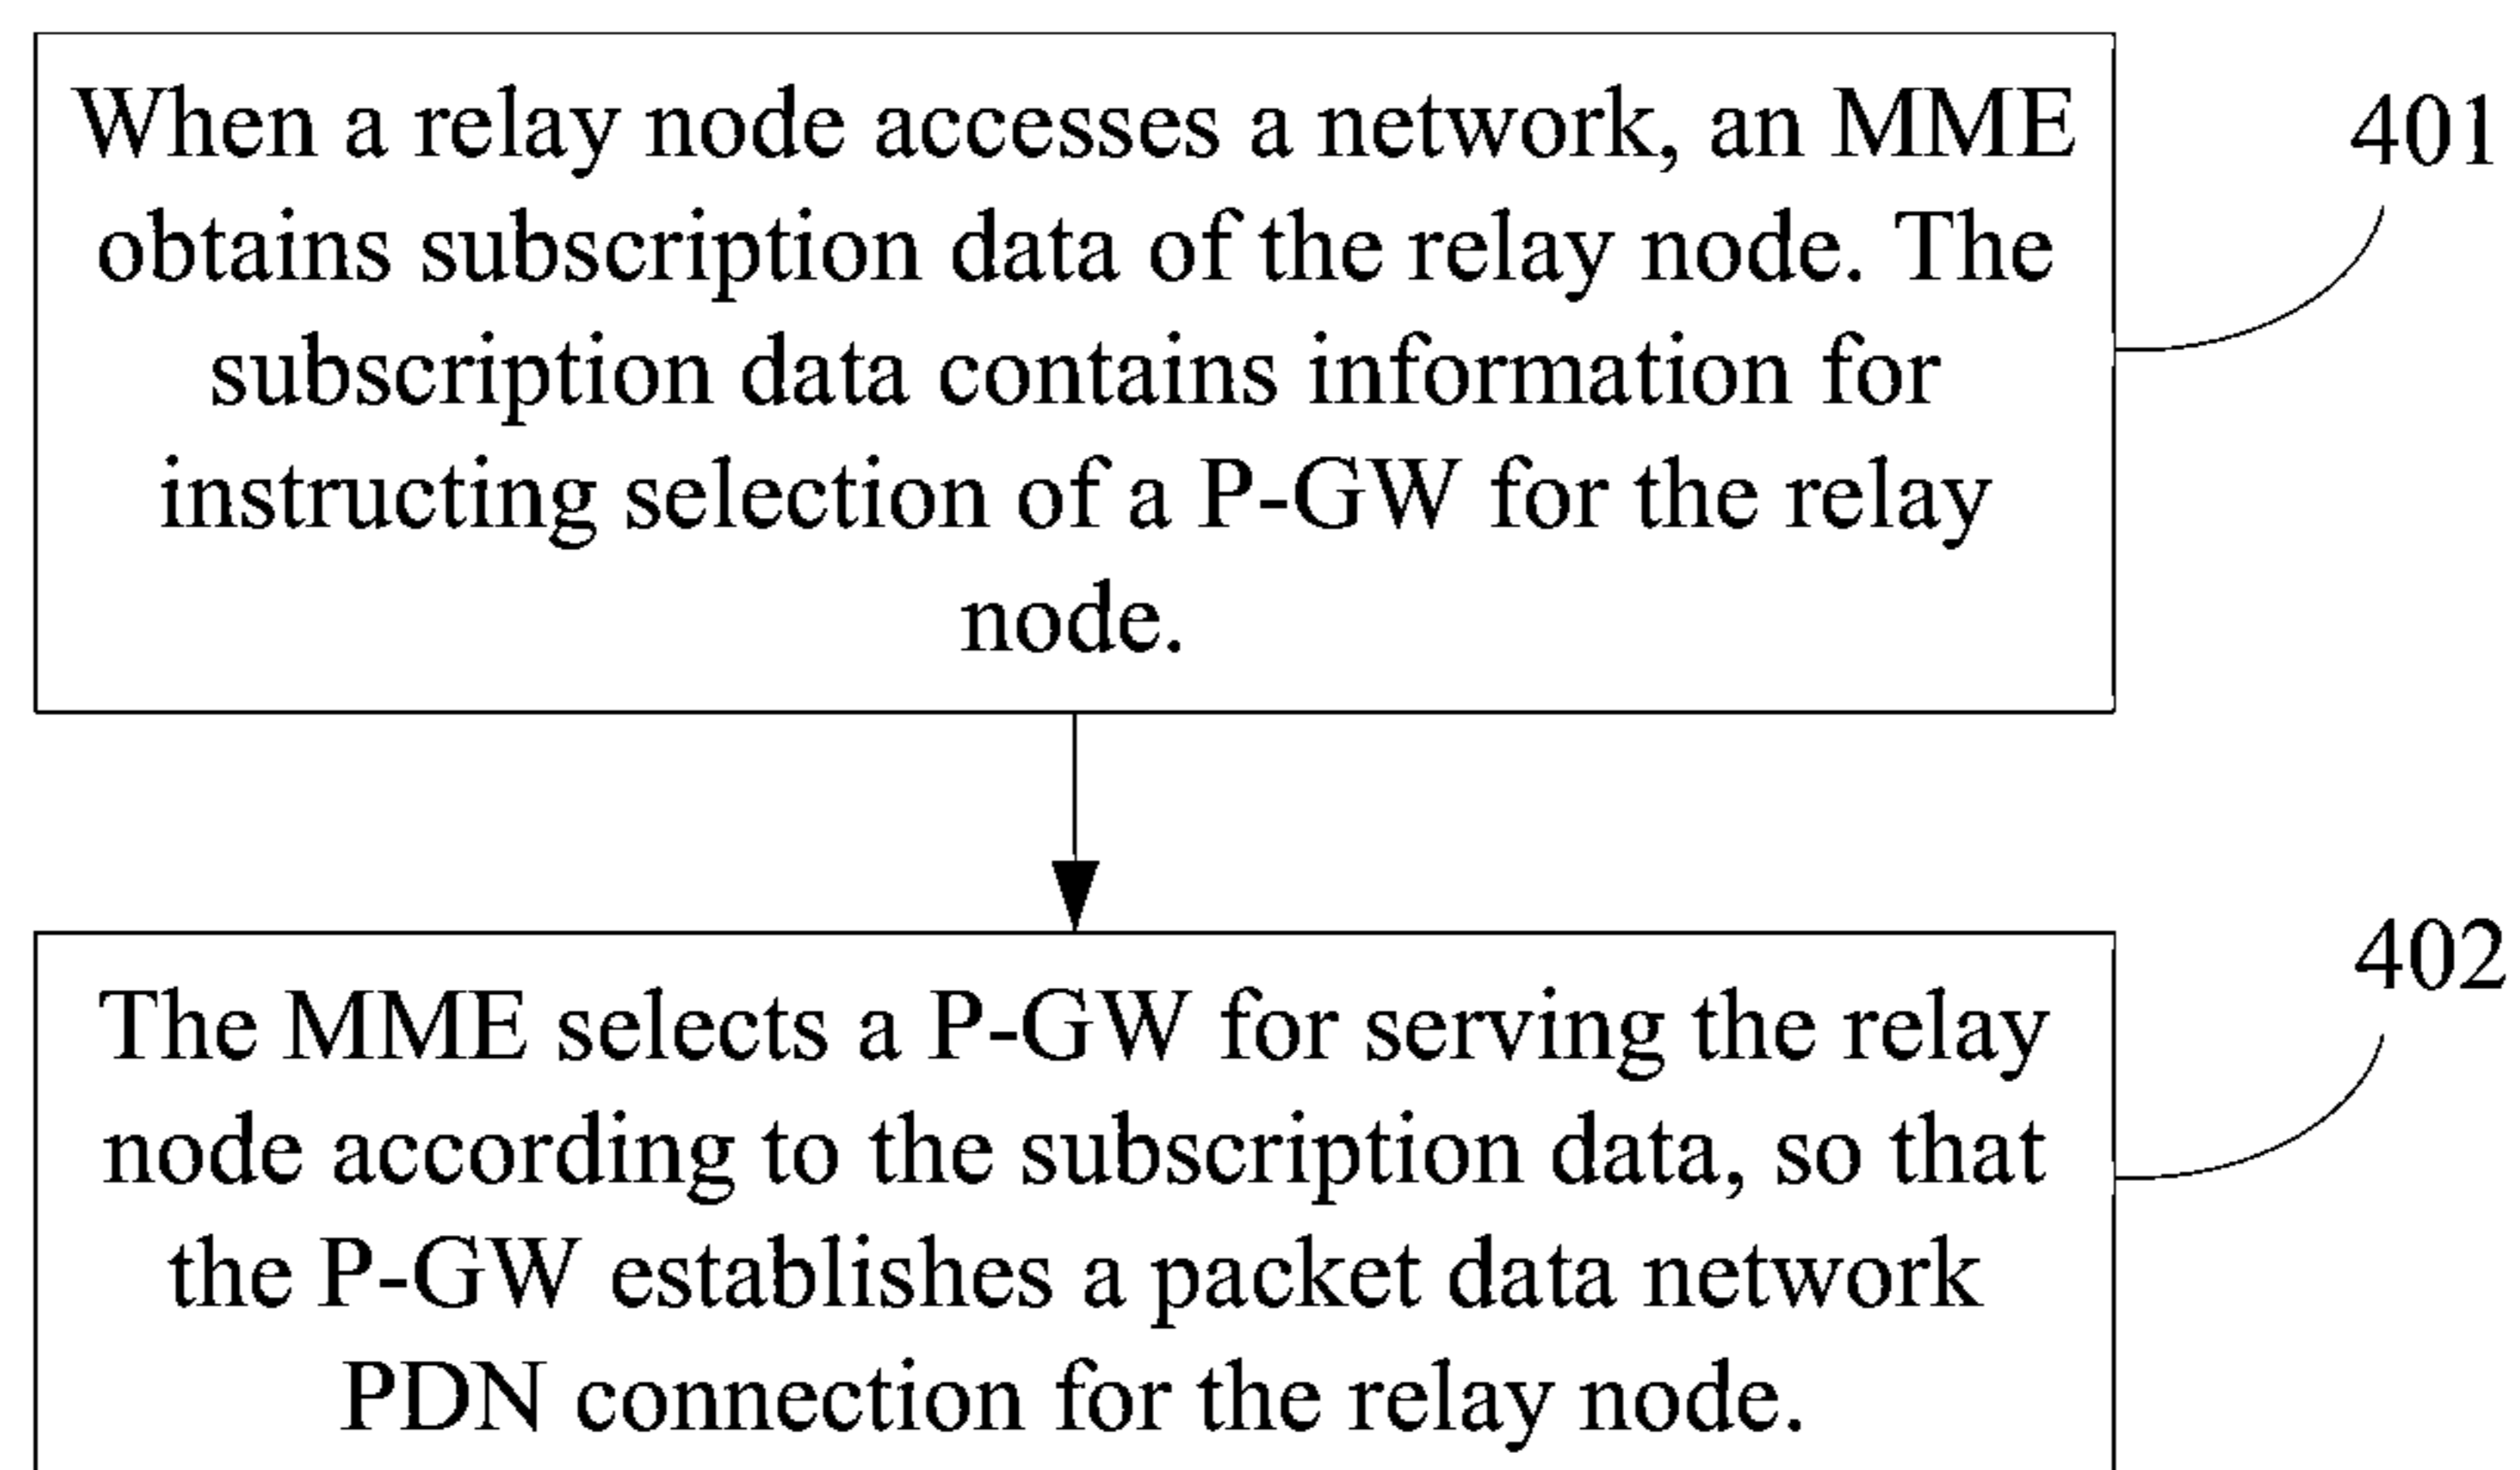 When a relay node accesses a network, an MME
obtains subscription data of the relay node. The
subscription data contains information for
instructing selection of a P-GW for the relay
node.
401
The MME selects a P-GW for serving the relay
node according to the subscription data, so that
the P-GW establishes a packet data network
PDN connection for the relay node.
402